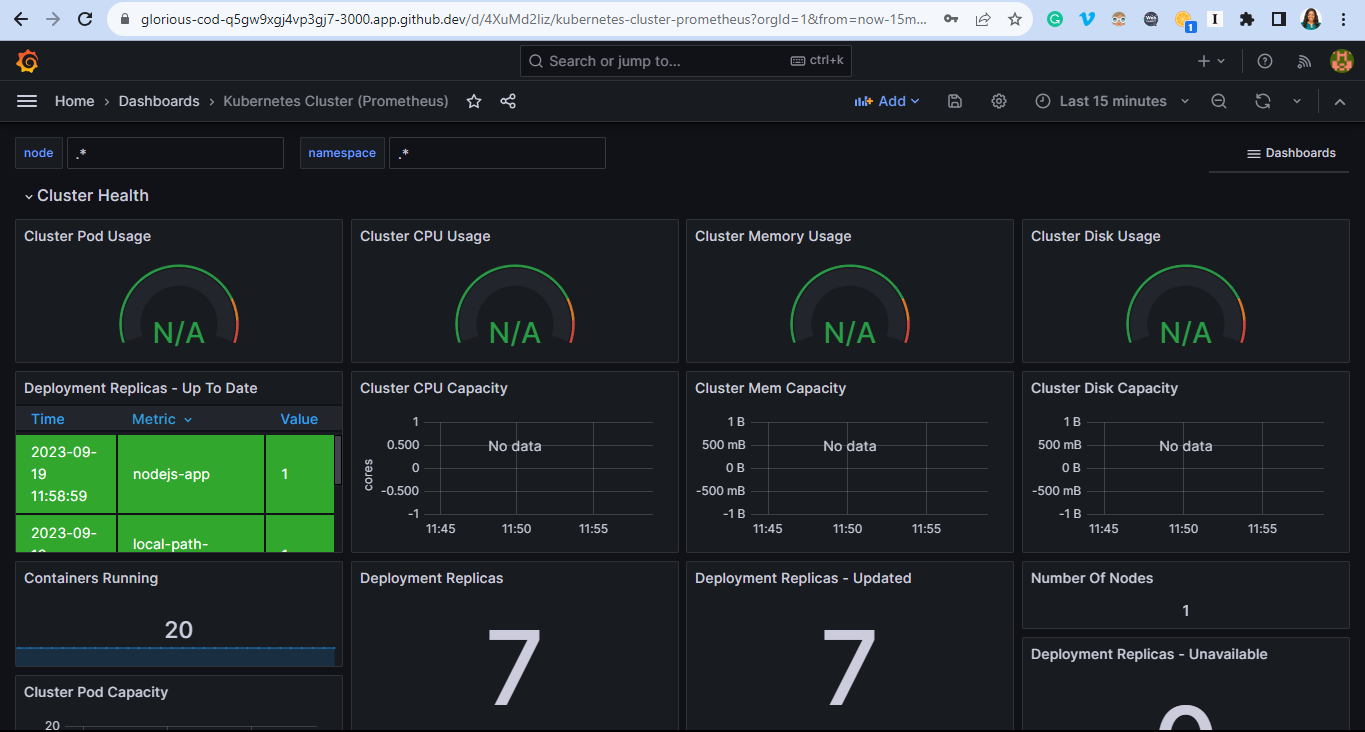 glorious-cod-q5gw9xgj4vp3gj7-3000.app.github.dev/d/4XuMd2Iiz/kubernetes-cluster-prometheus?orgId=1&from=now-15m...
1
Search or jump to... ctrl+k
Home › Dashboards › Kubernetes Cluster (Prometheus) Add Last 15 minutes
node .* namespace .* Dashboards
Cluster Health
Cluster Pod Usage
N/A
Cluster CPU Usage
N/A
Cluster Memory Usage
N/A
Cluster Disk Usage
N/A
Deployment Replicas - Up To Date
Time Metric Value
2023-09-
19
11:58:59
nodejs-app
1
2023-09-
local-path-
Cluster CPU Capacity
cores
1
0.500
0
-0.500
-1
No data
11:45 11:50 11:55
Cluster Mem Capacity
1 B
500 mB
0 B
-500 mB
-1 B
No data
11:45 11:50 11:55
Cluster Disk Capacity
1 B
500 mB
0 B
-500 mB
-1 B
No data
11:45 11:50 11:55
Containers Running
20
Deployment Replicas
7
Deployment Replicas - Updated
7
Number Of Nodes
1
Deployment Replicas - Unavailable
Cluster Pod Capacity
20